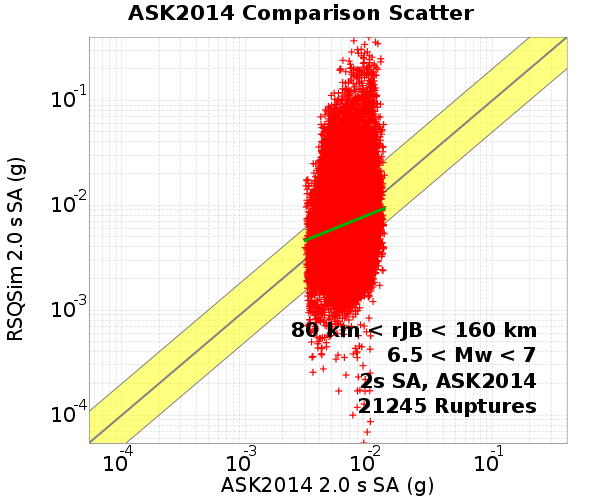 ASK2014 Comparison Scatter
RSQSim 2.0 s SA (g)
10-1
10-2
10-3
10-4
80 km < rJB < 160 km
6.5 < Mw < 7
2s SA, ASK2014
21245 Ruptures
10-4 10-3 10-2 10-1
ASK2014 2.0 s SA (g)